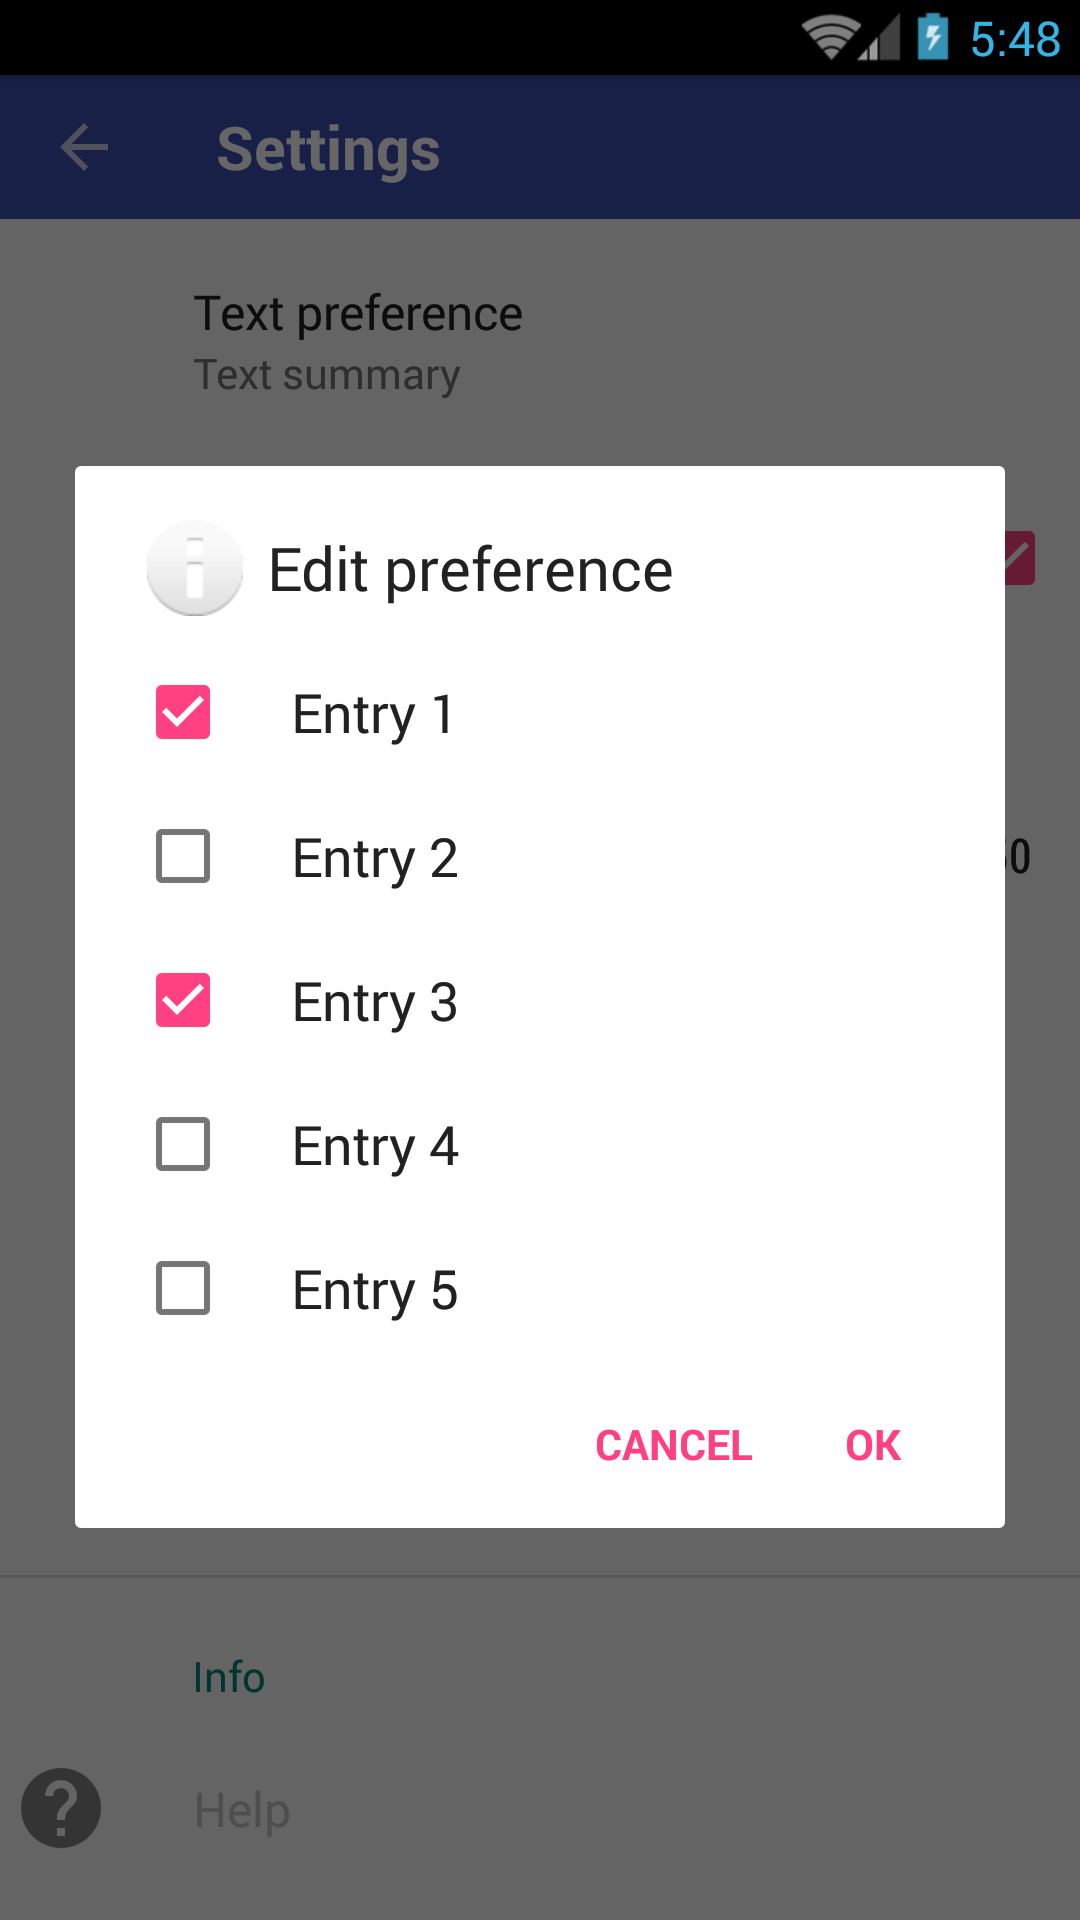 5:48
Settings
Text preference
Text summary
Edit preference
Entry 1
Entry 2
0
Entry 3
Entry 4
Entry 5
CANCEL OK
Info
Help